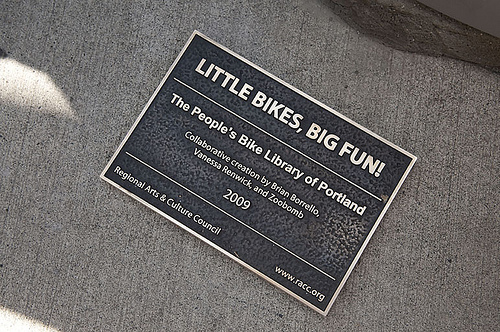 LITTLE BIKES, BIG FUN!
The People's Bike Library of Portland
Collaborative creation by Brian Borrello,
Vanessa Renwick, and Zoobomb
2009
Regional Arts & Culture Council
www.racc.org